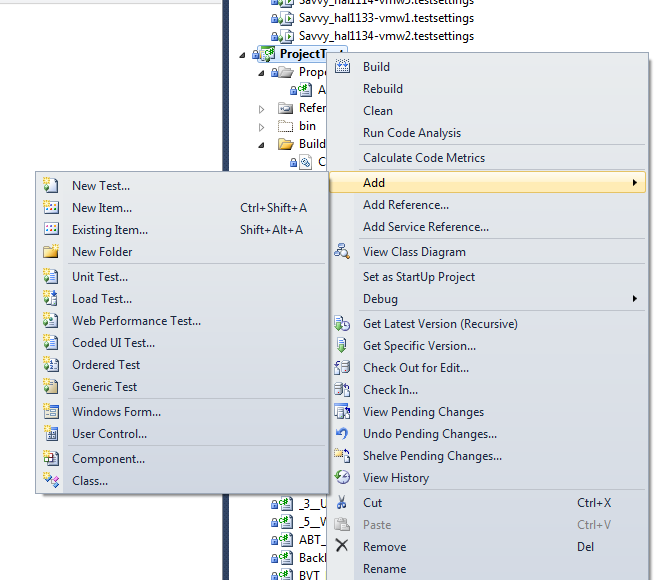 Savvy_hal1114-vmw5.testsettings
Savvy_hal1133-vmw1.testsettings
Savvy_hal1134-vmw2.testsettings
ProjectTest
Prop
A
Refer
bin
Build
C
Build
Rebuild
Clean
Run Code Analysis
Calculate Code Metrics
Add
Add Reference...
Add Service Reference...
View Class Diagram
Set as StartUp Project
Debug
Get Latest Version (Recursive)
Get Specific Version...
Check Out for Edit...
Check In...
View Pending Changes
Undo Pending Changes...
Shelve Pending Changes...
View History
Cut Ctrl+X
Paste Ctrl+V
Remove Del
Rename
New Test...
New Item... Ctrl+Shift+A
Existing Item... Shift+Alt+A
New Folder
Unit Test...
Load Test...
Web Performance Test...
Coded UI Test...
Ordered Test
Generic Test
Windows Form...
User Control...
Component...
Class...
_3__U
_5__W
ABT_
Back
BVT